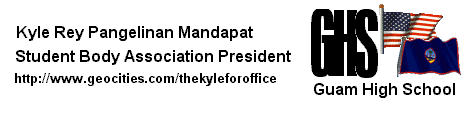 Kyle Rey Pangelinan Mandapat
Student Body Association President
http://www.geocities.com/thekyleforoffice
GHS
Guam High School